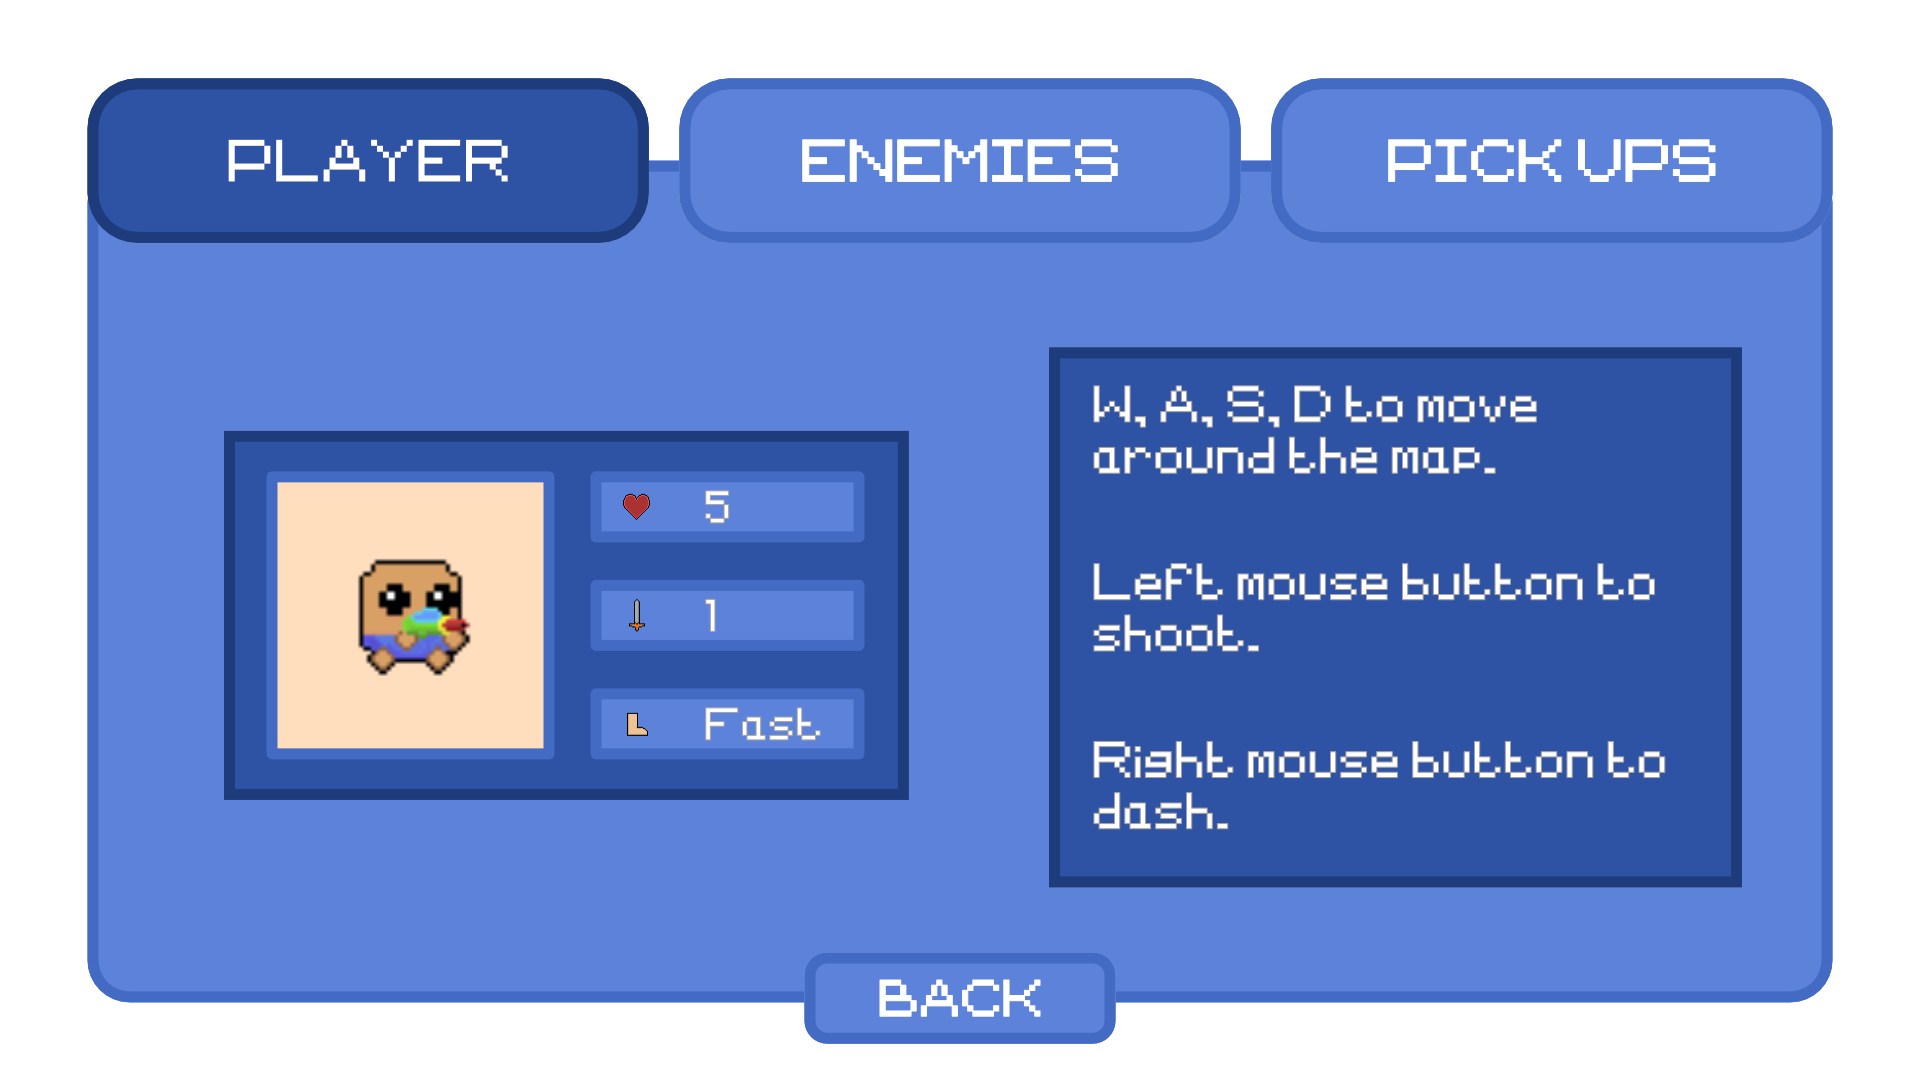 PLAYER
ENEMIES
PICK UPS
5
1
Fast
W, A, S, D to move
around the map.
Left mouse button to
shoot.
Right mouse button to
dash.
BACK